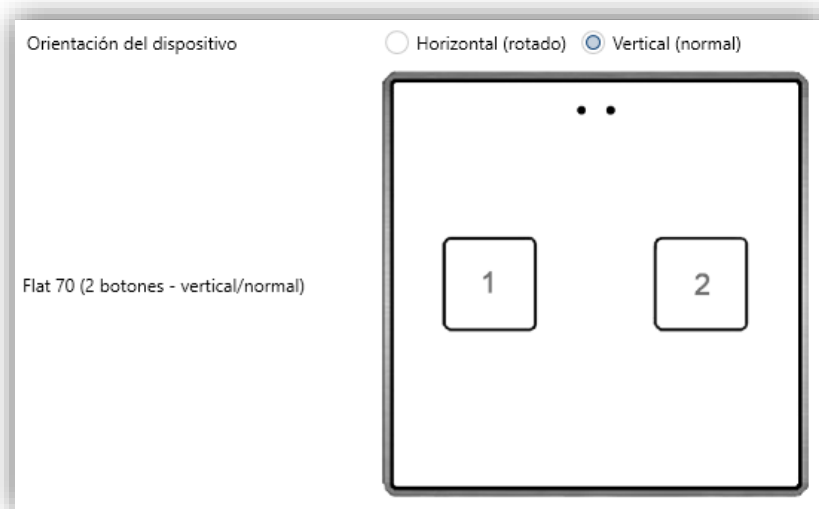 Orientación del dispositivo
Horizontal (rotado) Vertical (normal)
1 2
Flat 70 (2 botones - vertical/normal)